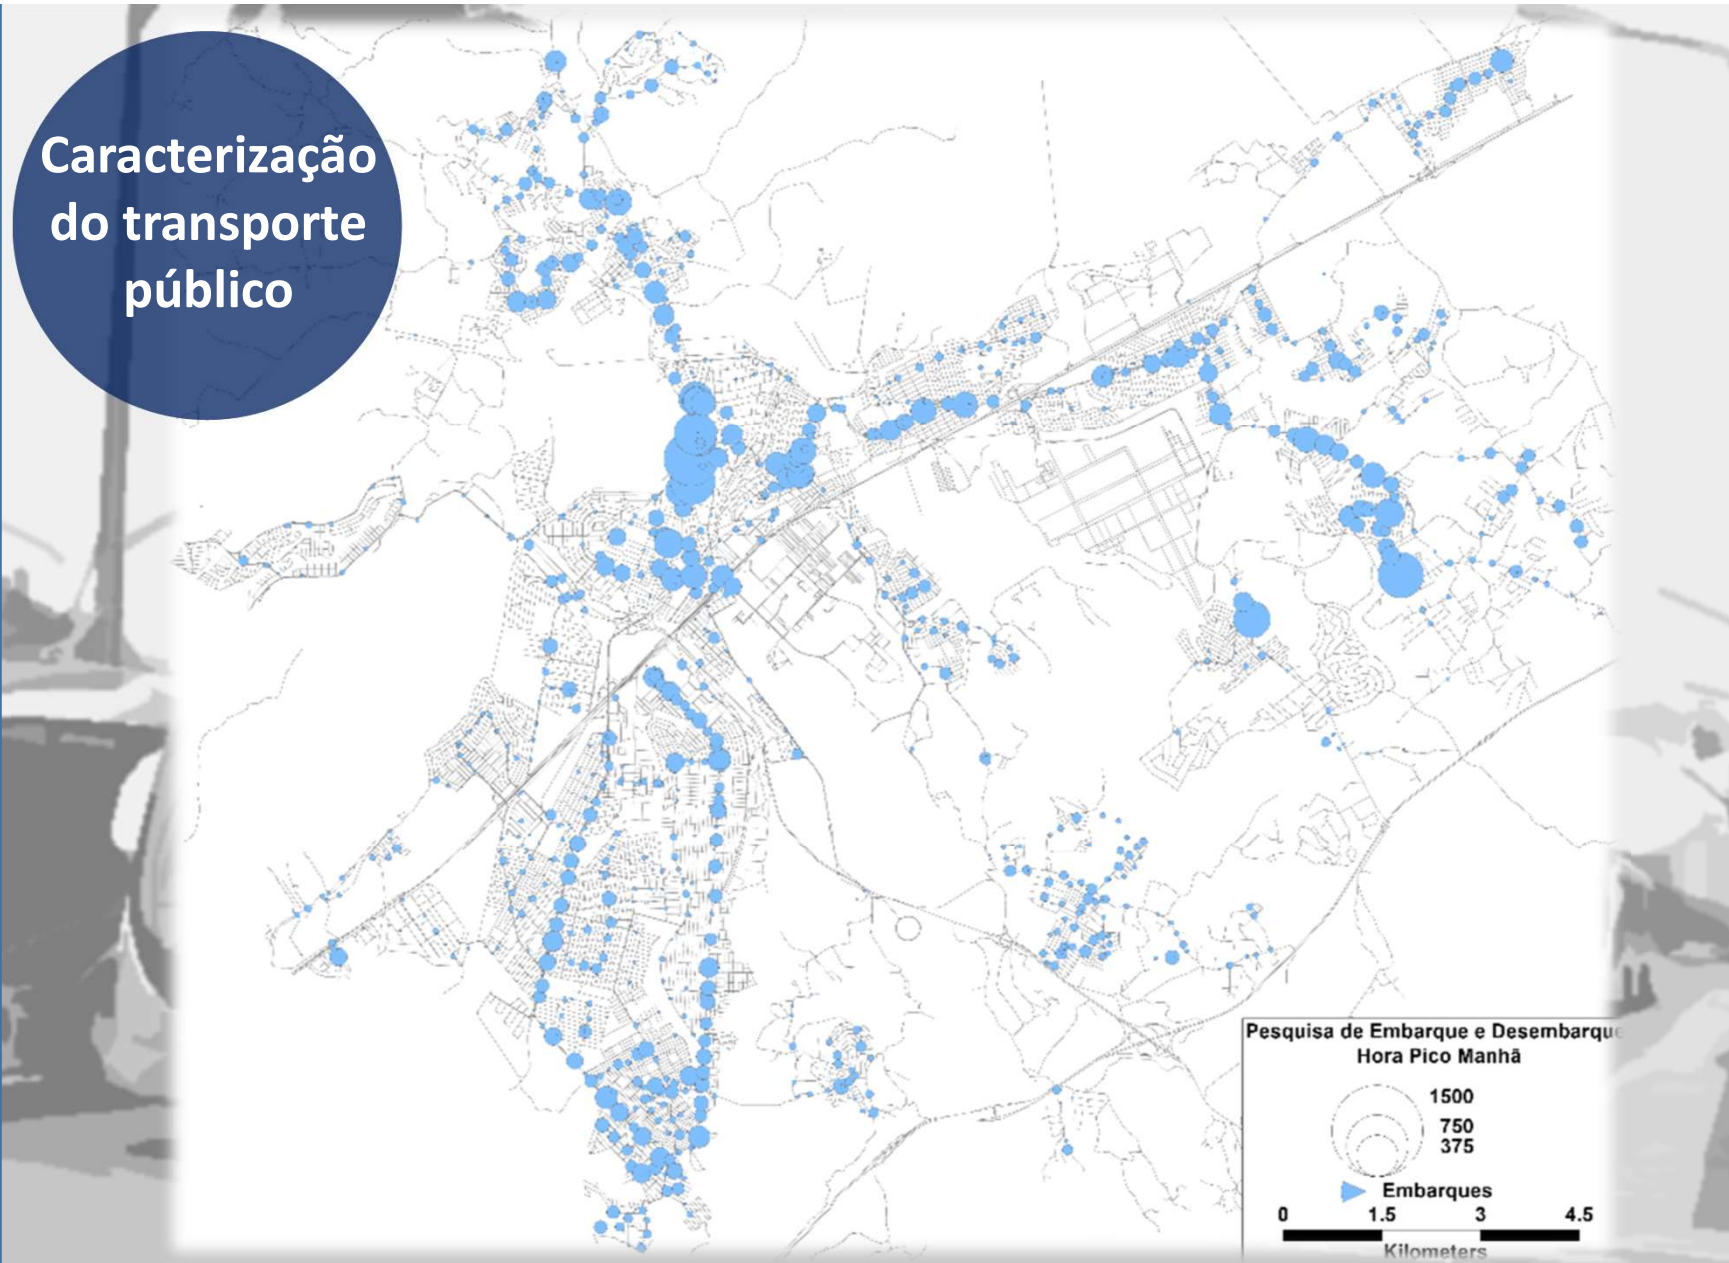 Caracterização
do transporte
público
Pesquisa de Embarque e Desembarque
Hora Pico Manhã
1500
750
375
Embarques
0 1.5 3 4.5
Kilometers